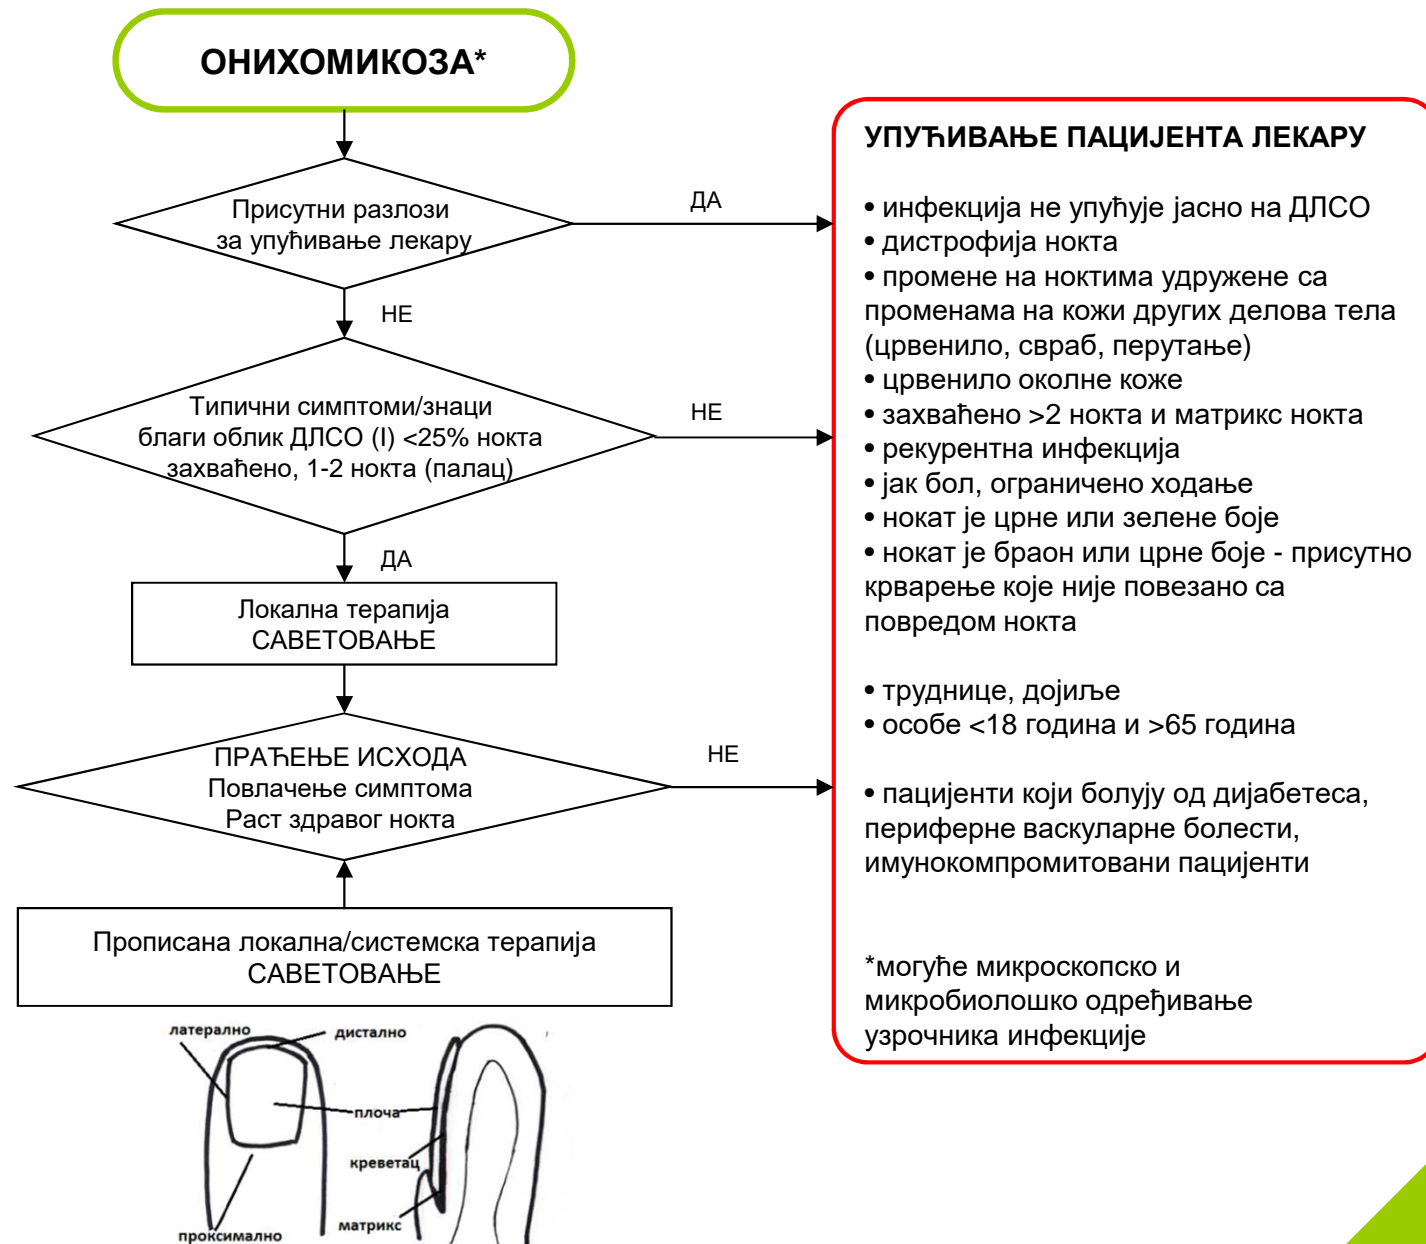 ОНИХОМИКОЗА*
Присутни разлози
за упућивање лекару
ДА
НЕ
Типични симптоми/знаци
благи облик ДЛСО (I) <25% нокта
захваћено, 1-2 нокта (палац)
НЕ
ДА
Локална терапија
САВЕТОВАЊЕ
ПРАЋЕЊЕ ИСХОДА
Повлачење симптома
Раст здравог нокта
НЕ
Прописана локална/системска терапија
САВЕТОВАЊЕ
латерално
дистално
плоча
креветац
матрикс
проксимално
УПУЋИВАЊЕ ПАЦИЈЕНТА ЛЕКАРУ
• инфекција не упућује јасно на ДЛСО
• дистрофија нокта
• промене на ноктима удружене са
променама на кожи других делова тела
(црвенило, свраб, перутање)
• црвенило околне коже
• захваћено >2 нокта и матрикс нокта
• рекурентна инфекција
• јак бол, ограничено ходање
• нокат је црне или зелене боје
• нокат је браон или црне боје - присутно
крварење које није повезано са
повредом нокта
• труднице, дојиље
• особе <18 година и >65 година
• пацијенти који болују од дијабетеса,
периферне васкуларне болести,
имунокомпромитовани пацијенти
*могуће микроскопско и
микробиолошко одређивање
узрочника инфекције